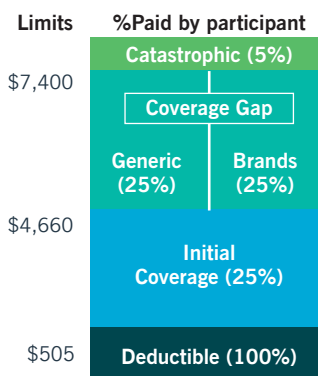 Limits %Paid by participant
Catastrophic (5%)
$7,400
Coverage Gap
Generic Brands
(25%) (25%)
$4,660
Initial
Coverage (25%)
$505
Deductible (100%)